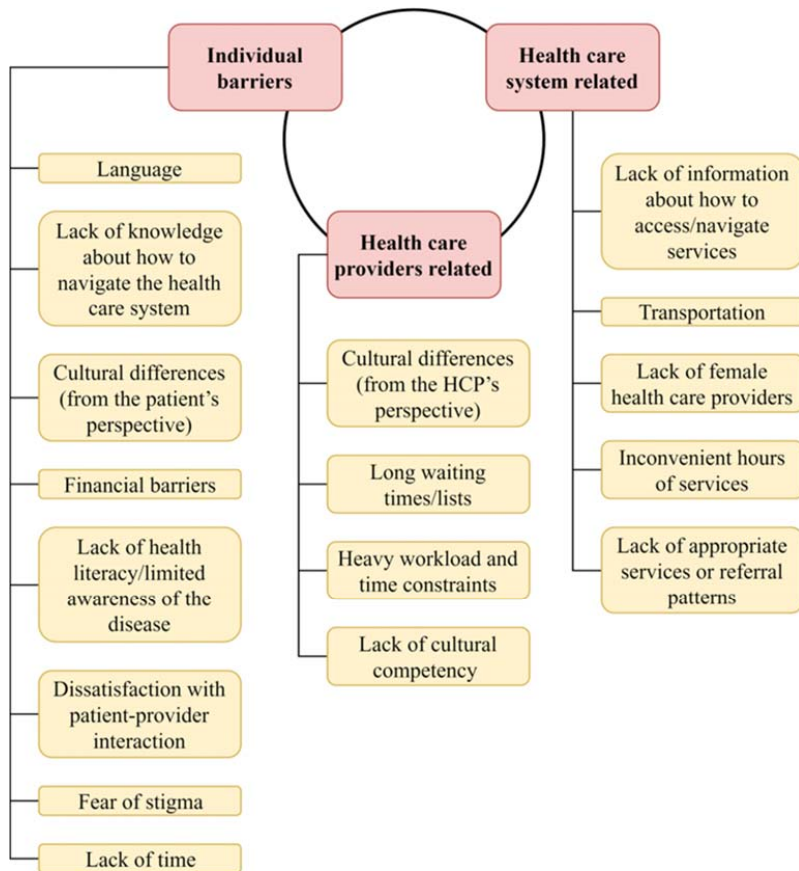 Individual
barriers
Health care
system related
Health care
providers related
Language
Lack of knowledge
about how to
navigate the health
care system
Cultural differences
(from the patient's
perspective)
Financial barriers
Lack of health
literacy/limited
awareness of the
disease
Dissatisfaction with
patient-provider
interaction
Fear of stigma
Lack of time
Cultural differences
(from the HCP's
perspective)
Long waiting
times/lists
Heavy workload and
time constraints
Lack of cultural
competency
Lack of information
about how to
access/navigate
services
Transportation
Lack of female
health care providers
Inconvenient hours
of services
Lack of appropriate
services or referral
patterns